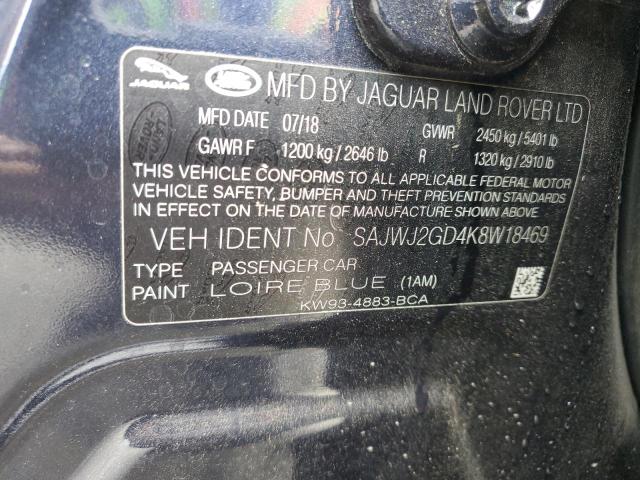 JAGUAR
MFD BY JAGUAR LAND ROVER LTD
MFD DATE 07/18 GVWR 2450 kg / 5401 lb
GAWR F 1200 kg / 2646 lb R 1320 kg / 2910 lb
THIS VEHICLE CONFORMS TO ALL APPLICABLE FEDERAL MOTOR
VEHICLE SAFETY, BUMPER AND THEFT PREVENTION STANDARDS
IN EFFECT ON THE DATE OF MANUFACTURE SHOWN ABOVE
VEH IDENT No SAJWJ2GD4K8W18469
TYPE PASSENGER CAR
PAINT LOIRE BLUE (1AM)
KW93-4883-BCA